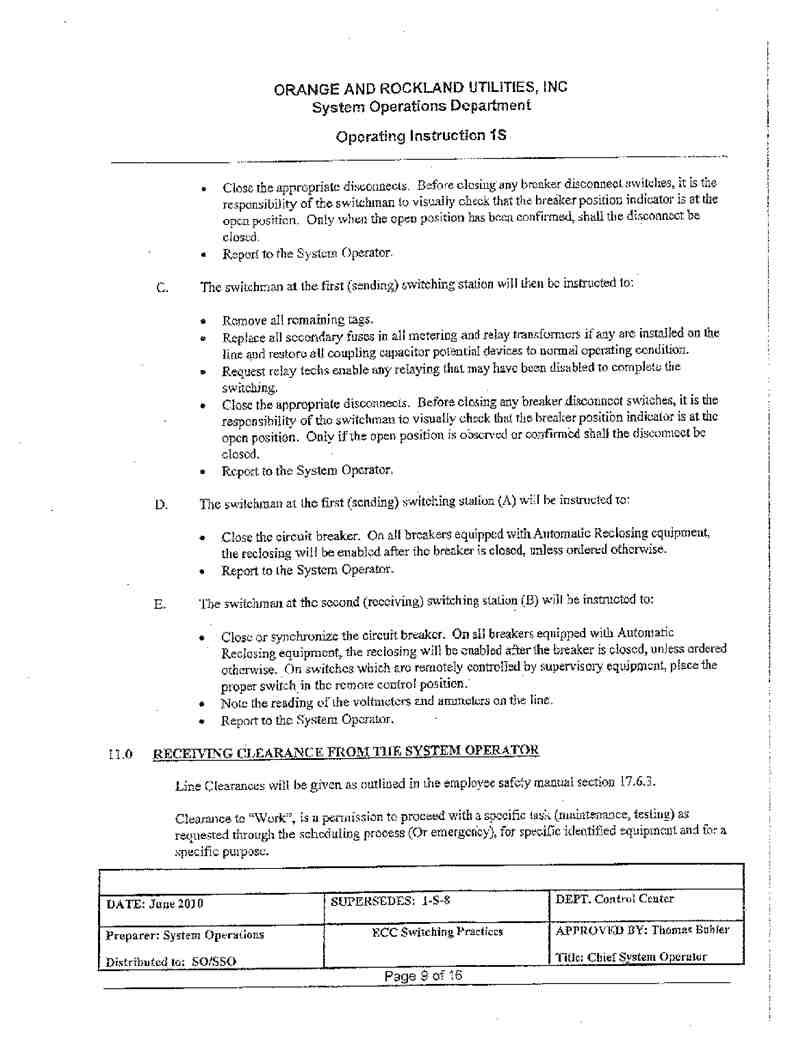 ORANGE AND ROCKLAND UTILITIES, INC
System Operations Department
Operating Instruction 1S
• Close the appropriate disconnects. Before closing any breaker disconnect switches, it is the
responsibility of the switchman to visually check that the breaker position indicator is at the
open position. Only when the open position has been confirmed, shall the disconnect be
closed.
• Report to the System Operator.
C. The switchman at the first (sending) switching station will then be instructed to:
• Remove all remaining tags.
• Replace all secondary fuses in all metering and relay transformers if any are installed on the
line and restore all coupling capacitor potential devices to normal operating condition.
• Request relay techs enable any relaying that may have been disabled to complete the
switching.
• Close the appropriate disconnects. Before closing any breaker disconnect switches, it is the
responsibility of the switchman to visually check that the breaker position indicator is at the
open position. Only if the open position is observed or confirmed shall the disconnect be
closed.
• Report to the System Operator.
D. The switchman at the first (sending) switching station (A) will be instructed to:
• Close the circuit breaker. On all breakers equipped with Automatic Reclosing equipment,
the reclosing will be enabled after the breaker is closed, unless ordered otherwise.
• Report to the System Operator.
E. The switchman at the second (receiving) switching station (B) will be instructed to:
• Close or synchronize the circuit breaker. On all breakers equipped with Automatic
Reclosing equipment, the reclosing will be enabled after the breaker is closed, unless ordered
otherwise. On switches which are remotely controlled by supervisory equipment, place the
proper switch in the remote control position.
• Note the reading of the voltmeters and ammeters on the line.
• Report to the System Operator.
11.0 RECEIVING CLEARANCE FROM THE SYSTEM OPERATOR
Line Clearances will be given as outlined in the employee safety manual section 17.6.3.
Clearance to “Work”, is a permission to proceed with a specific task (maintenance, testing) as
requested through the scheduling process (Or emergency), for specific identified equipment and for a
specific purpose.
DATE: June 2010 SUPERSEDES: 1-S-8 DEPT. Control Center
Preparer: System Operations ECC Switching Practices APPROVED BY: Thomas Buhler
Distributed to: SO/SSO Title: Chief System Operator
Page 9 of 16